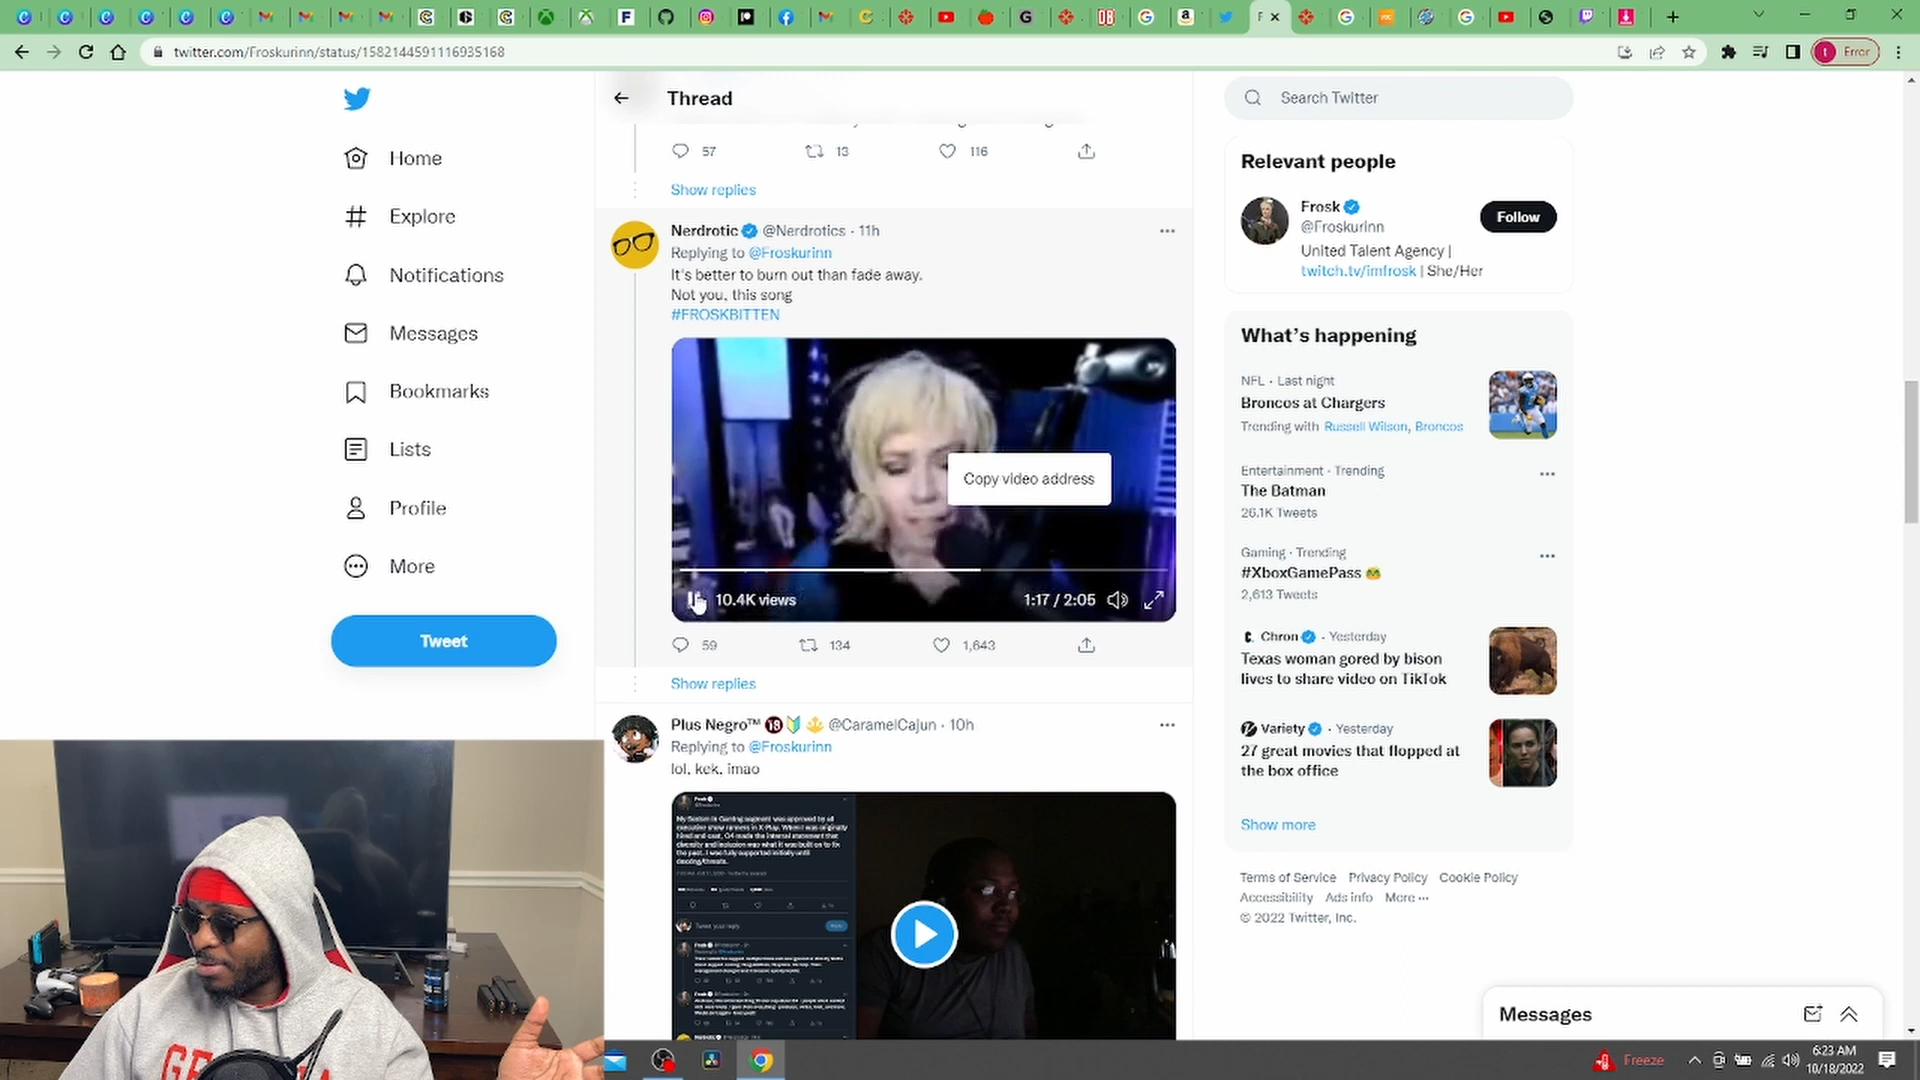 twitter.com/Froskurinn/status/1582144591116935168
Error
Home
Explore
Notifications
Messages
Bookmarks
Lists
Profile
More
Tweet
Thread
57 13 116
Show replies
Nerdrotic @Nerdrotics · 11h
Replying to @Froskurinn
It's better to burn out than fade away.
Not you, this song
#FROSKBITTEN
Copy video address
10.4K views
1:17 / 2:05
59 134 1,643
Show replies
Plus Negro™ 18 @CaramelCajun · 10h
Replying to @Froskurinn
lol, kek, lmao
Search Twitter
Relevant people
Frosk
@Froskurinn
Follow
United Talent Agency |
twitch.tv/imfrosk | She/Her
What's happening
NFL · Last night
Broncos at Chargers
Trending with Russell Wilson, Broncos
Entertainment · Trending
The Batman
26.1K Tweets
Gaming · Trending
#XboxGamePass
2,613 Tweets
Chron · Yesterday
Texas woman gored by bison
lives to share video on TikTok
Variety · Yesterday
27 great movies that flopped at
the box office
Show more
Terms of Service Privacy Policy Cookie Policy
Accessibility Ads info More ···
© 2022 Twitter, Inc.
Messages
Freeze
6:23 AM
10/18/2022